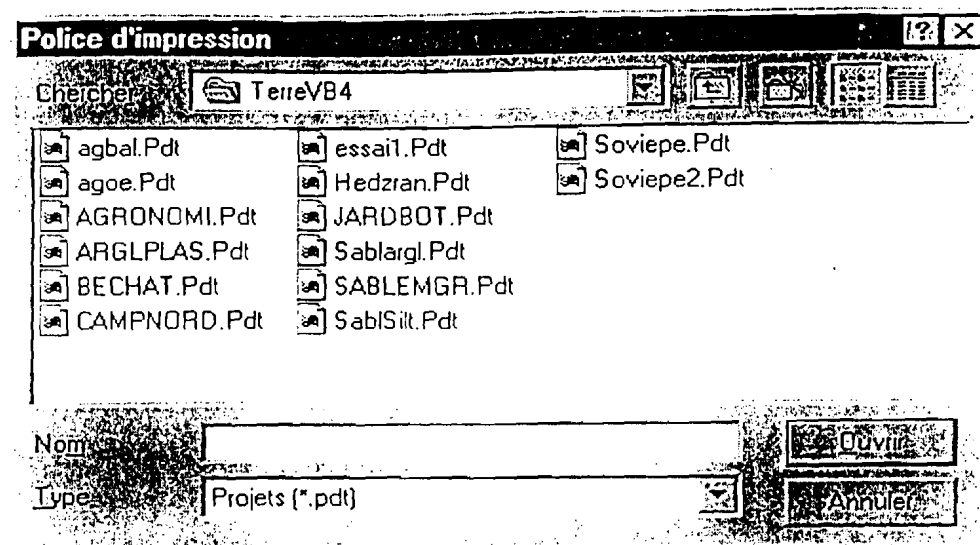 Police d'impression
Chercher TerreVB4
agbal.Pdt
agoe.Pdt
AGRONOMI.Pdt
ARGLPLAS.Pdt
BECHAT.Pdt
CAMPNORD.Pdt
essai1.Pdt
Hedzran.Pdt
JARDBOT.Pdt
Sablargl.Pdt
SABLEMGR.Pdt
SablSilt.Pdt
Soviepe.Pdt
Soviepe2.Pdt
Nom
Ouvrir
Type Projets (*.pdt)
Annuler